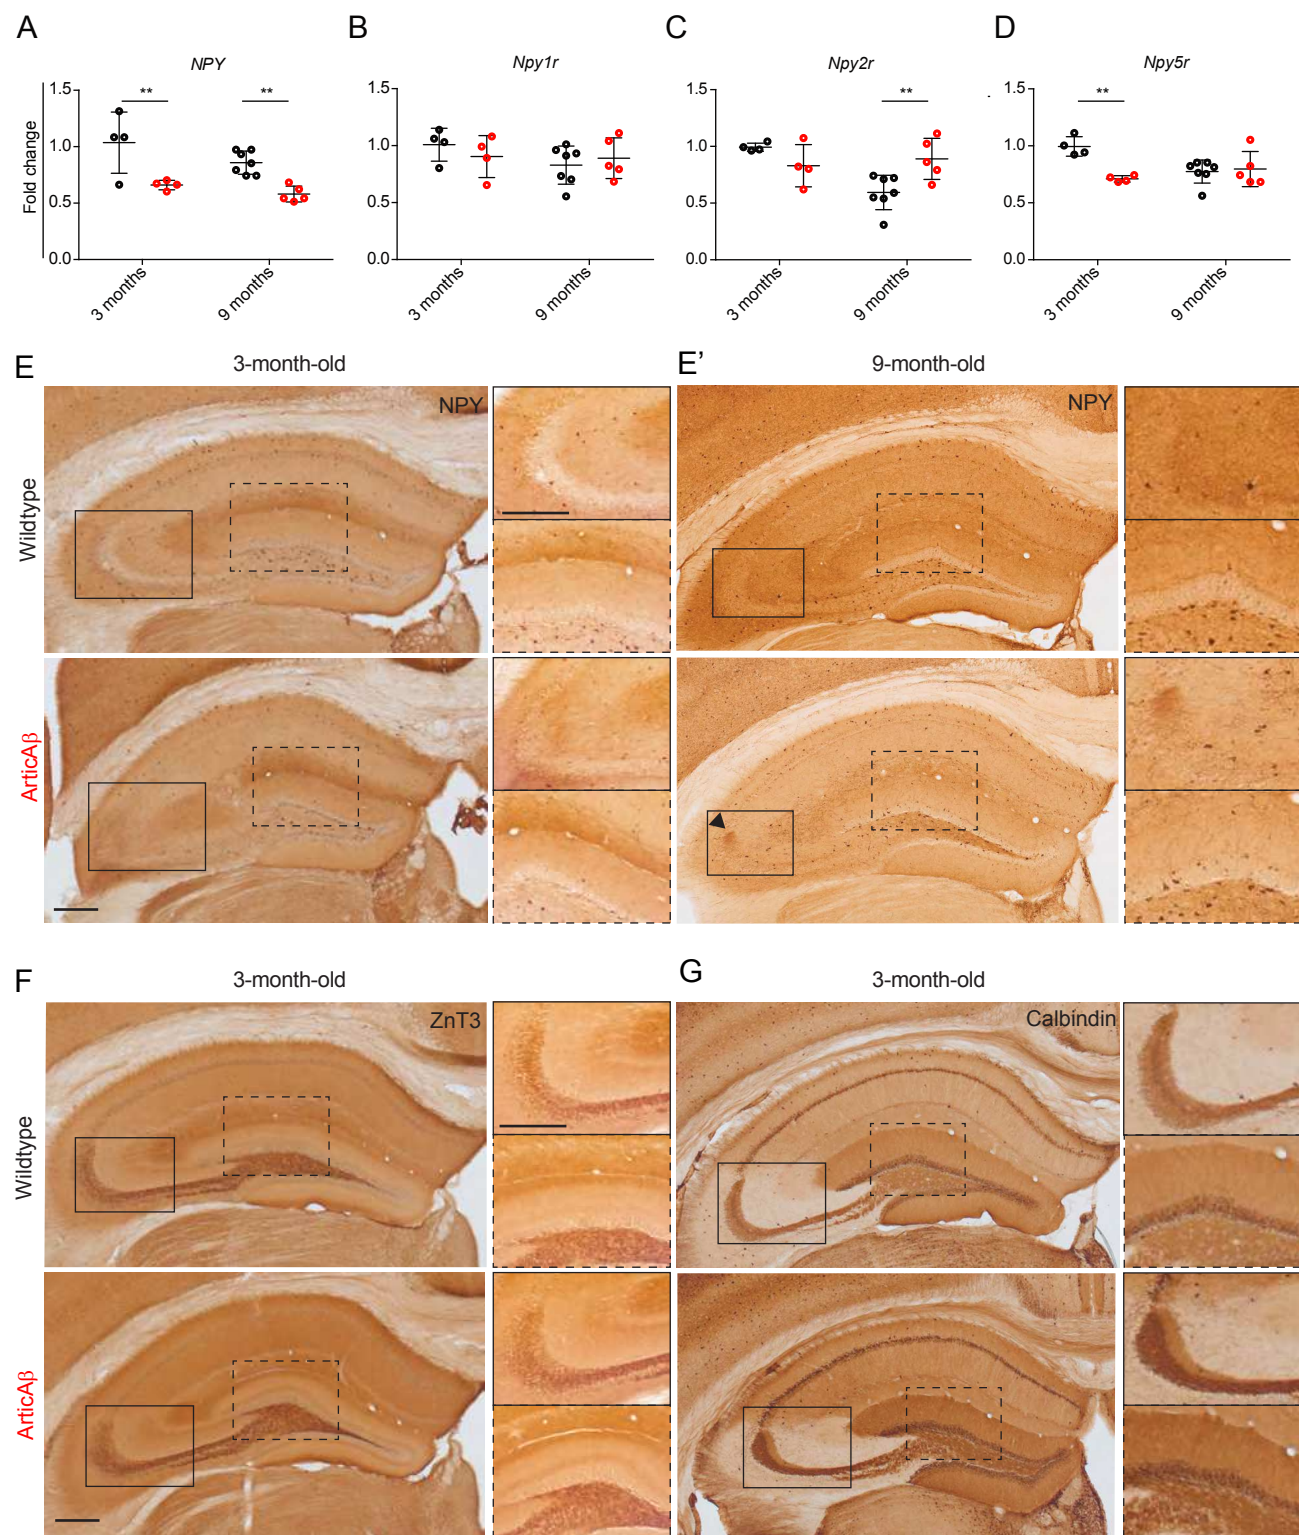 A
B
C
D
NPY
Npy1r
Npy2r
Npy5r
Fold change
1.5
1.0
0.5
0.0
**
**
3 months
9 months
1.5
1.0
0.5
0.0
3 months
9 months
1.5
1.0
0.5
0.0
**
3 months
9 months
1.5
1.0
0.5
0.0
**
3 months
9 months
E
3-month-old
E'
9-month-old
Wildtype
NPY
NPY
ArticAβ
F
3-month-old
G
3-month-old
Wildtype
ZnT3
Calbindin
ArticAβ